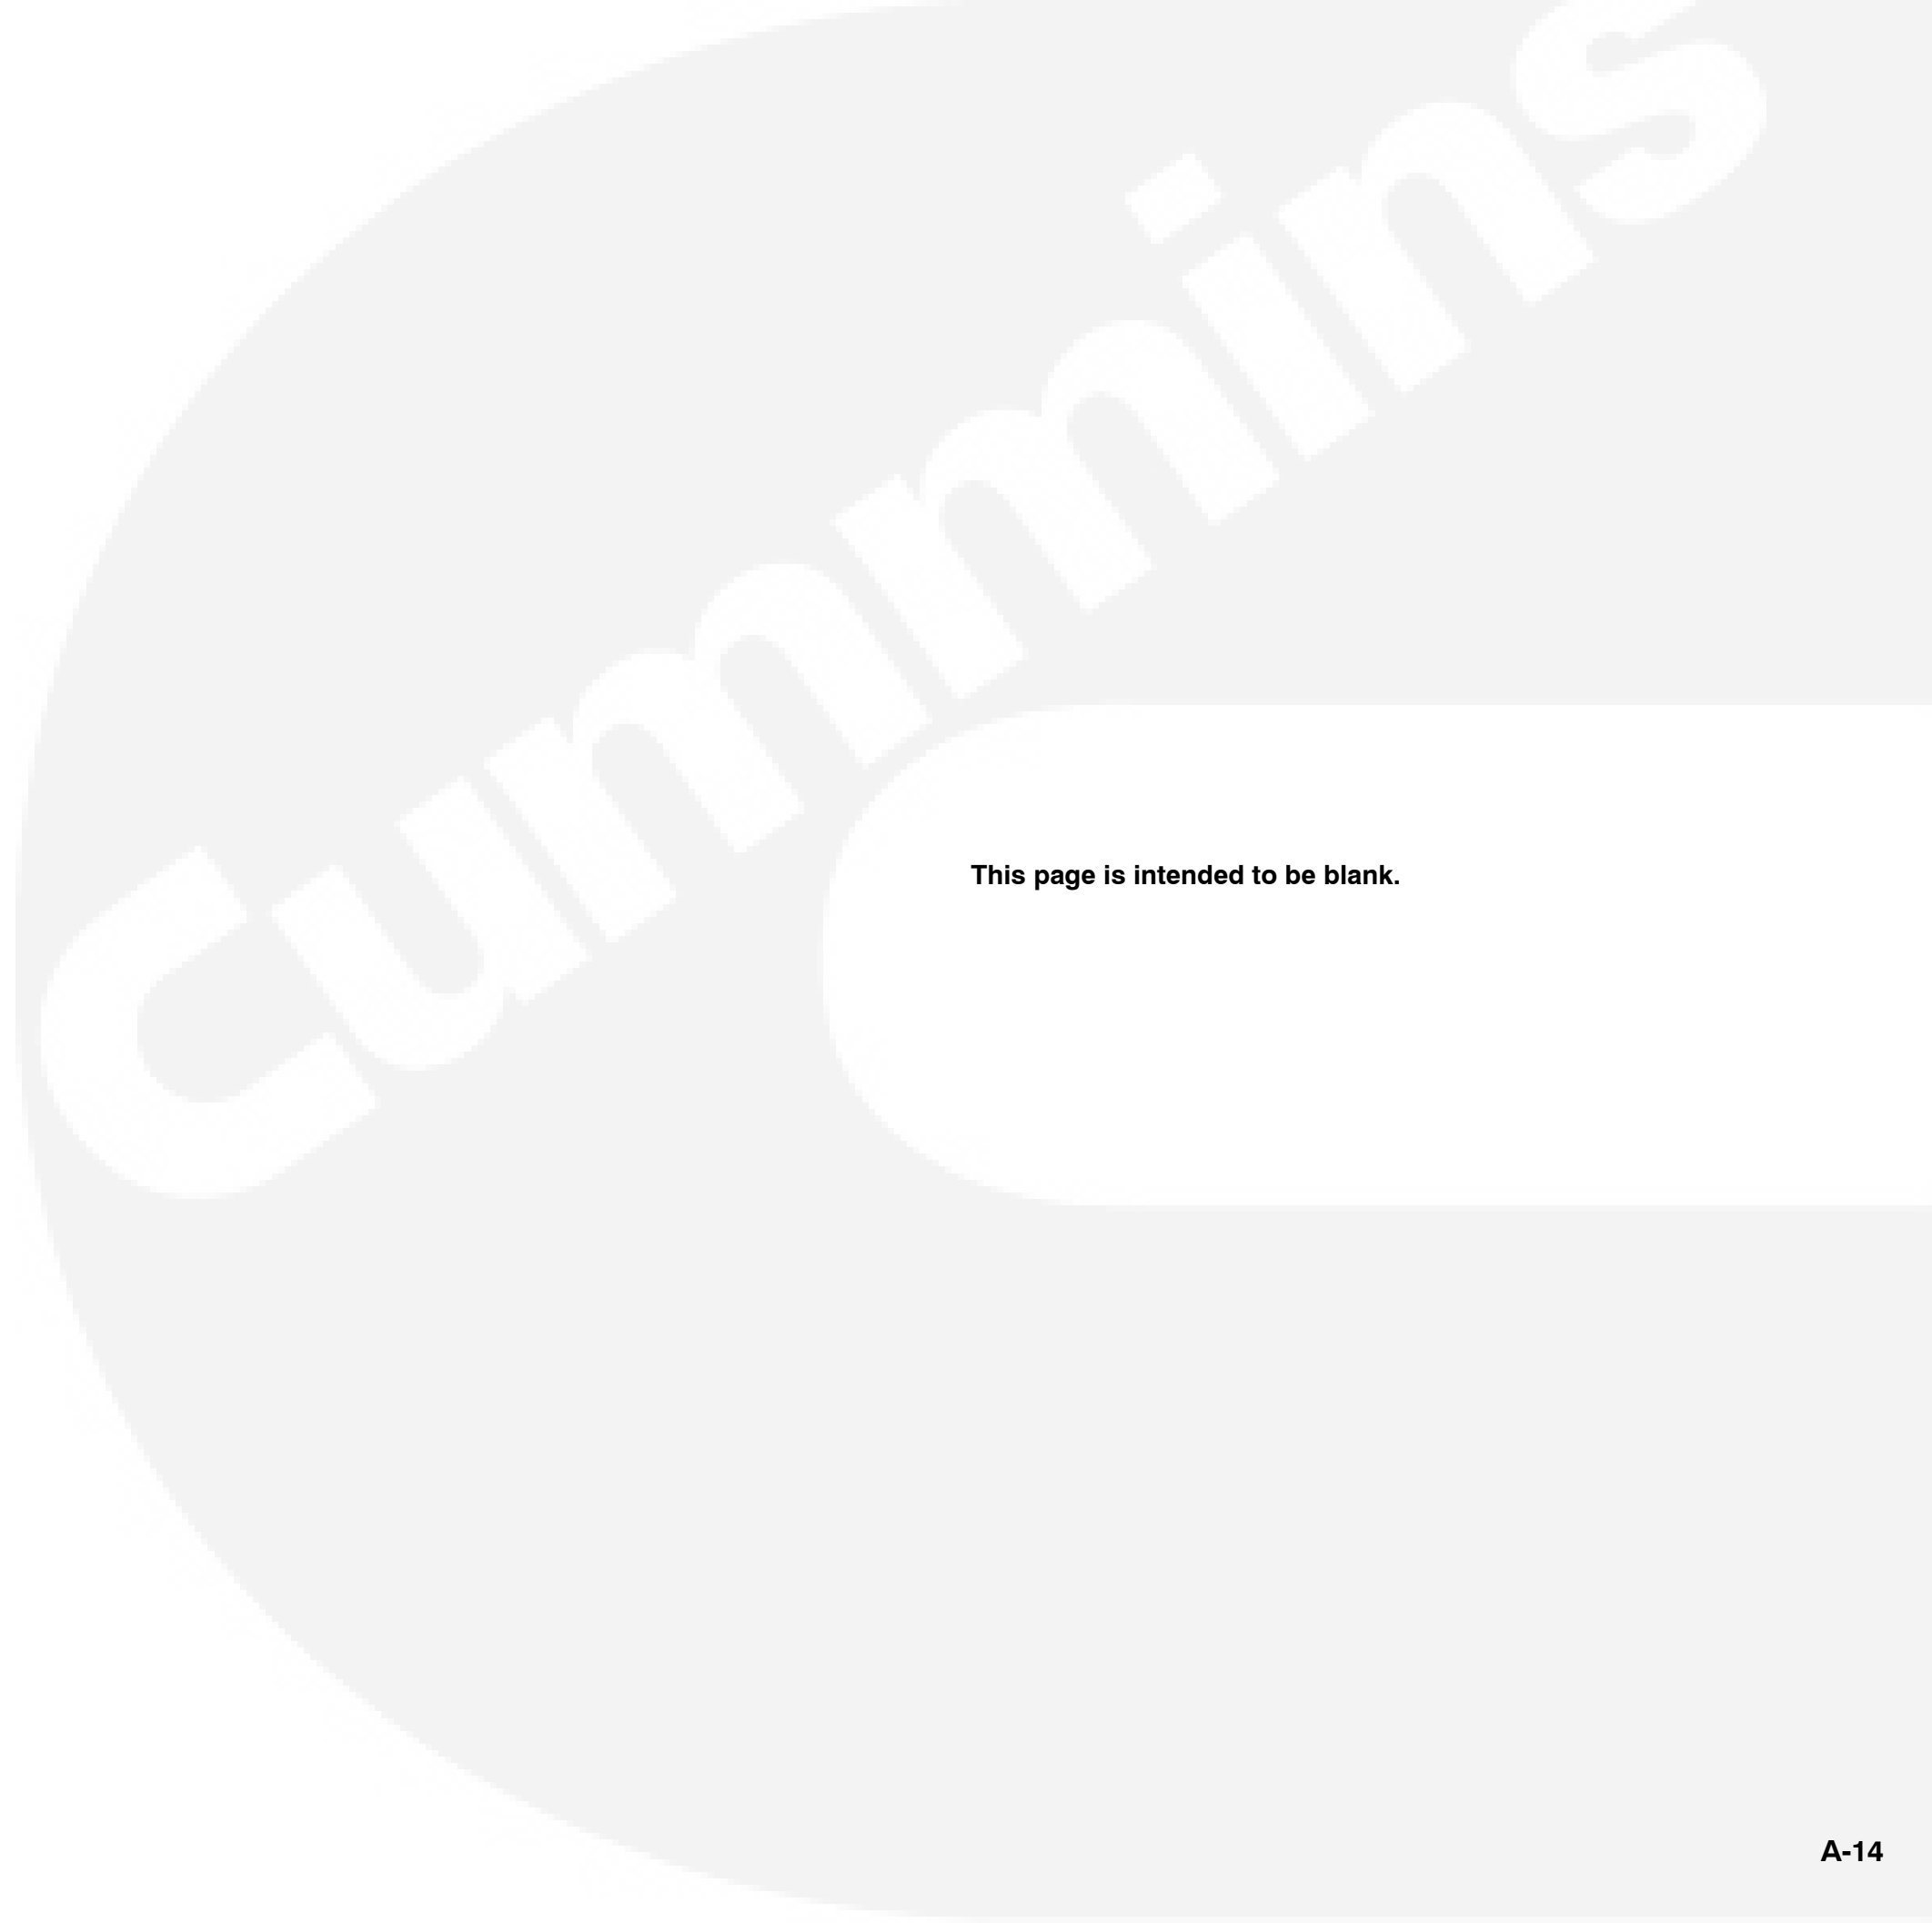 Cummins
This page is intended to be blank.
A-14